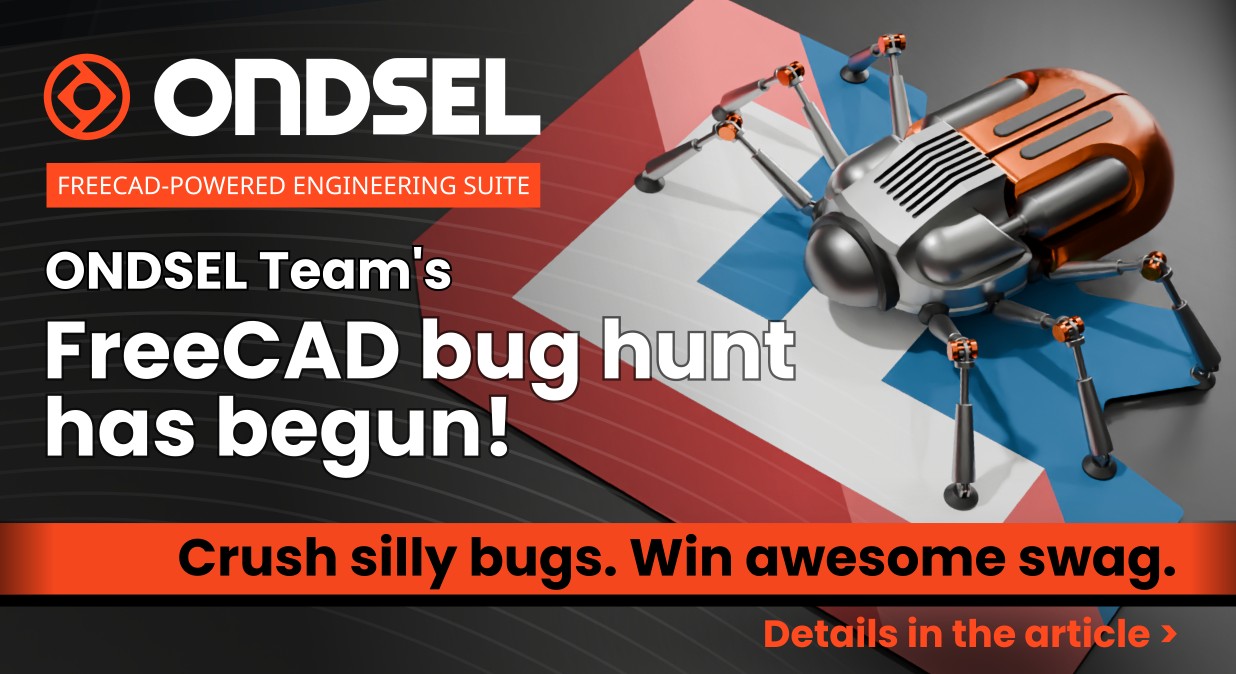 ONDSEL
FREECAD-POWERED ENGINEERING SUITE
ONDSEL Team's
FreeCAD bug hunt
has begun!
Crush silly bugs. Win awesome swag.
Details in the article >